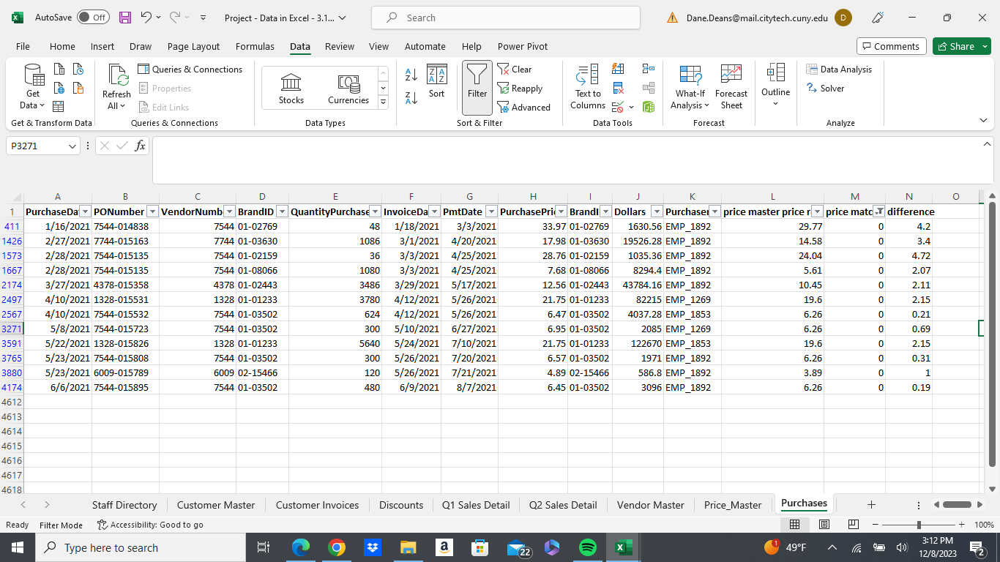 AutoSave Off Project - Data in Excel - 3.1... Search Dane.Deans@mail.citytech.cuny.edu D
File Home Insert Draw Page Layout Formulas Data Review View Automate Help Power Pivot Comments Share
Get Data
Refresh All
Queries & Connections
Properties
Edit Links
Stocks Currencies
Sort
Filter
Clear
Reapply
Advanced
Text to Columns
What-If Analysis
Forecast Sheet
Outline
Data Analysis
Solver
Get & Transform Data Queries & Connections Data Types Sort & Filter Data Tools Forecast Analyze
P3271 fx
A B C D E F G H I J K L M N O
1 PurchaseDa PONumber VendorNumb BrandID QuantityPurchase InvoiceDa PmtDate PurchasePri BrandI Dollars Purchaser price master price r price matc difference
411 1/16/2021 7544-014838 7544 01-02769 48 1/18/2021 3/3/2021 33.97 01-02769 1630.56 EMP_1892 29.77 0 4.2
1426 2/27/2021 7744-015163 7744 01-03630 1086 3/1/2021 4/20/2021 17.98 01-03630 19526.28 EMP_1892 14.58 0 3.4
1573 2/28/2021 7544-015135 7544 01-02159 36 3/3/2021 4/25/2021 28.76 01-02159 1035.36 EMP_1892 24.04 0 4.72
1667 2/28/2021 7544-015135 7544 01-08066 1080 3/3/2021 4/25/2021 7.68 01-08066 8294.4 EMP_1892 5.61 0 2.07
2174 3/27/2021 4378-015358 4378 01-02443 3486 3/29/2021 5/17/2021 12.56 01-02443 43784.16 EMP_1892 10.45 0 2.11
2497 4/10/2021 1328-015531 1328 01-01233 3780 4/12/2021 5/26/2021 21.75 01-01233 82215 EMP_1269 19.6 0 2.15
2567 4/10/2021 7544-015532 7544 01-03502 624 4/12/2021 5/26/2021 6.47 01-03502 4037.28 EMP_1853 6.26 0 0.21
3271 5/8/2021 7544-015723 7544 01-03502 300 5/10/2021 6/27/2021 6.95 01-03502 2085 EMP_1269 6.26 0 0.69
3591 5/22/2021 1328-015826 1328 01-01233 5640 5/24/2021 7/10/2021 21.75 01-01233 122670 EMP_1853 19.6 0 2.15
3765 5/23/2021 7544-015808 7544 01-03502 300 5/26/2021 7/20/2021 6.57 01-03502 1971 EMP_1892 6.26 0 0.31
3880 5/23/2021 6009-015789 6009 02-15466 120 5/26/2021 7/21/2021 4.89 02-15466 586.8 EMP_1892 3.89 0 1
4174 6/6/2021 7544-015895 7544 01-03502 480 6/9/2021 8/7/2021 6.45 01-03502 3096 EMP_1892 6.26 0 0.19
4612
4613
4614
4615
4616
4617
4618
Staff Directory Customer Master Customer Invoices Discounts Q1 Sales Detail Q2 Sales Detail Vendor Master Price_Master Purchases
Ready Filter Mode Accessibility: Good to go 100%
Type here to search 22 1 49°F 3:12 PM
12/8/2023 2